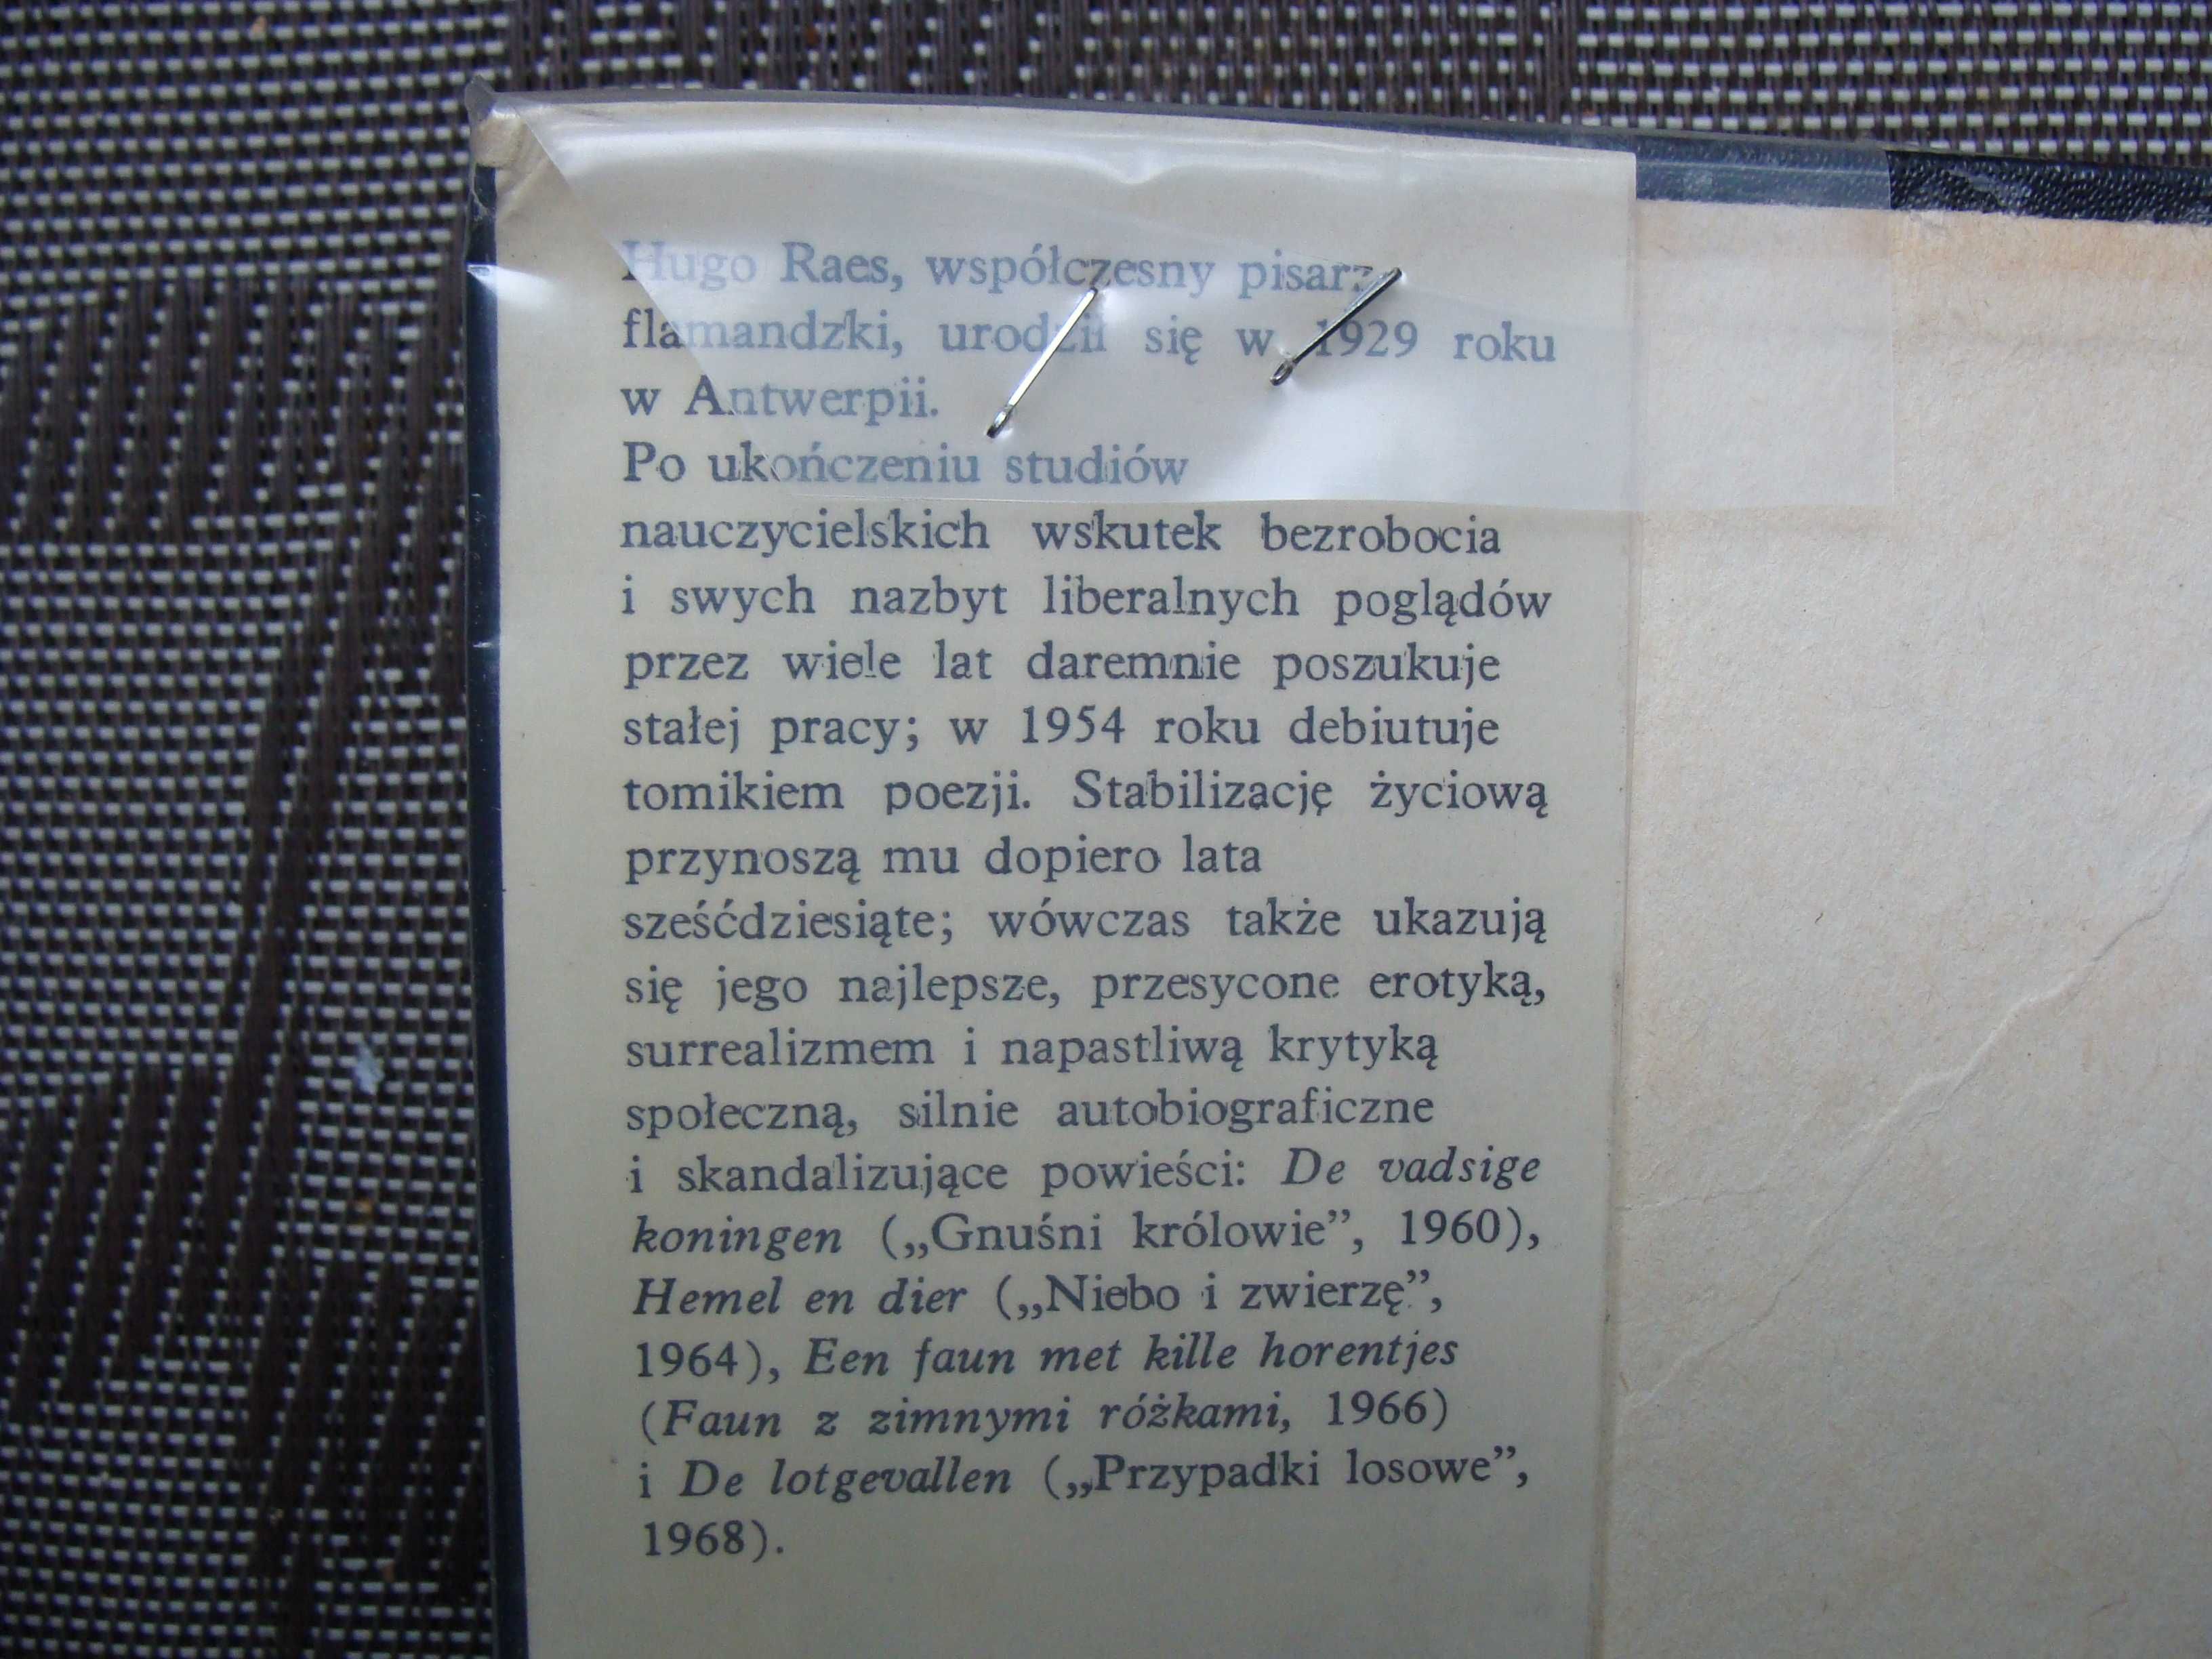 Hugo Raes, współczesny pisarz
flamandzki, urodził się w 1929 roku
w Antwerpii.
Po ukończeniu studiów
nauczycielskich wskutek bezrobocia
i swych nazbyt liberalnych poglądów
przez wiele lat daremnie poszukuje
stałej pracy; w 1954 roku debiutuje
tomikiem poezji. Stabilizację życiową
przynoszą mu dopiero lata
sześćdziesiąte; wówczas także ukazują
się jego najlepsze, przesycone erotyką,
surrealizmem i napastliwą krytyką
społeczną, silnie autobiograficzne
i skandalizujące powieści: De vadsige
koningen („Gnuśni królowie”, 1960),
Hemel en dier („Niebo i zwierzę”,
1964), Een faun met kille horentjes
(Faun z zimnymi różkami, 1966)
i De lotgevallen („Przypadki losowe”,
1968).